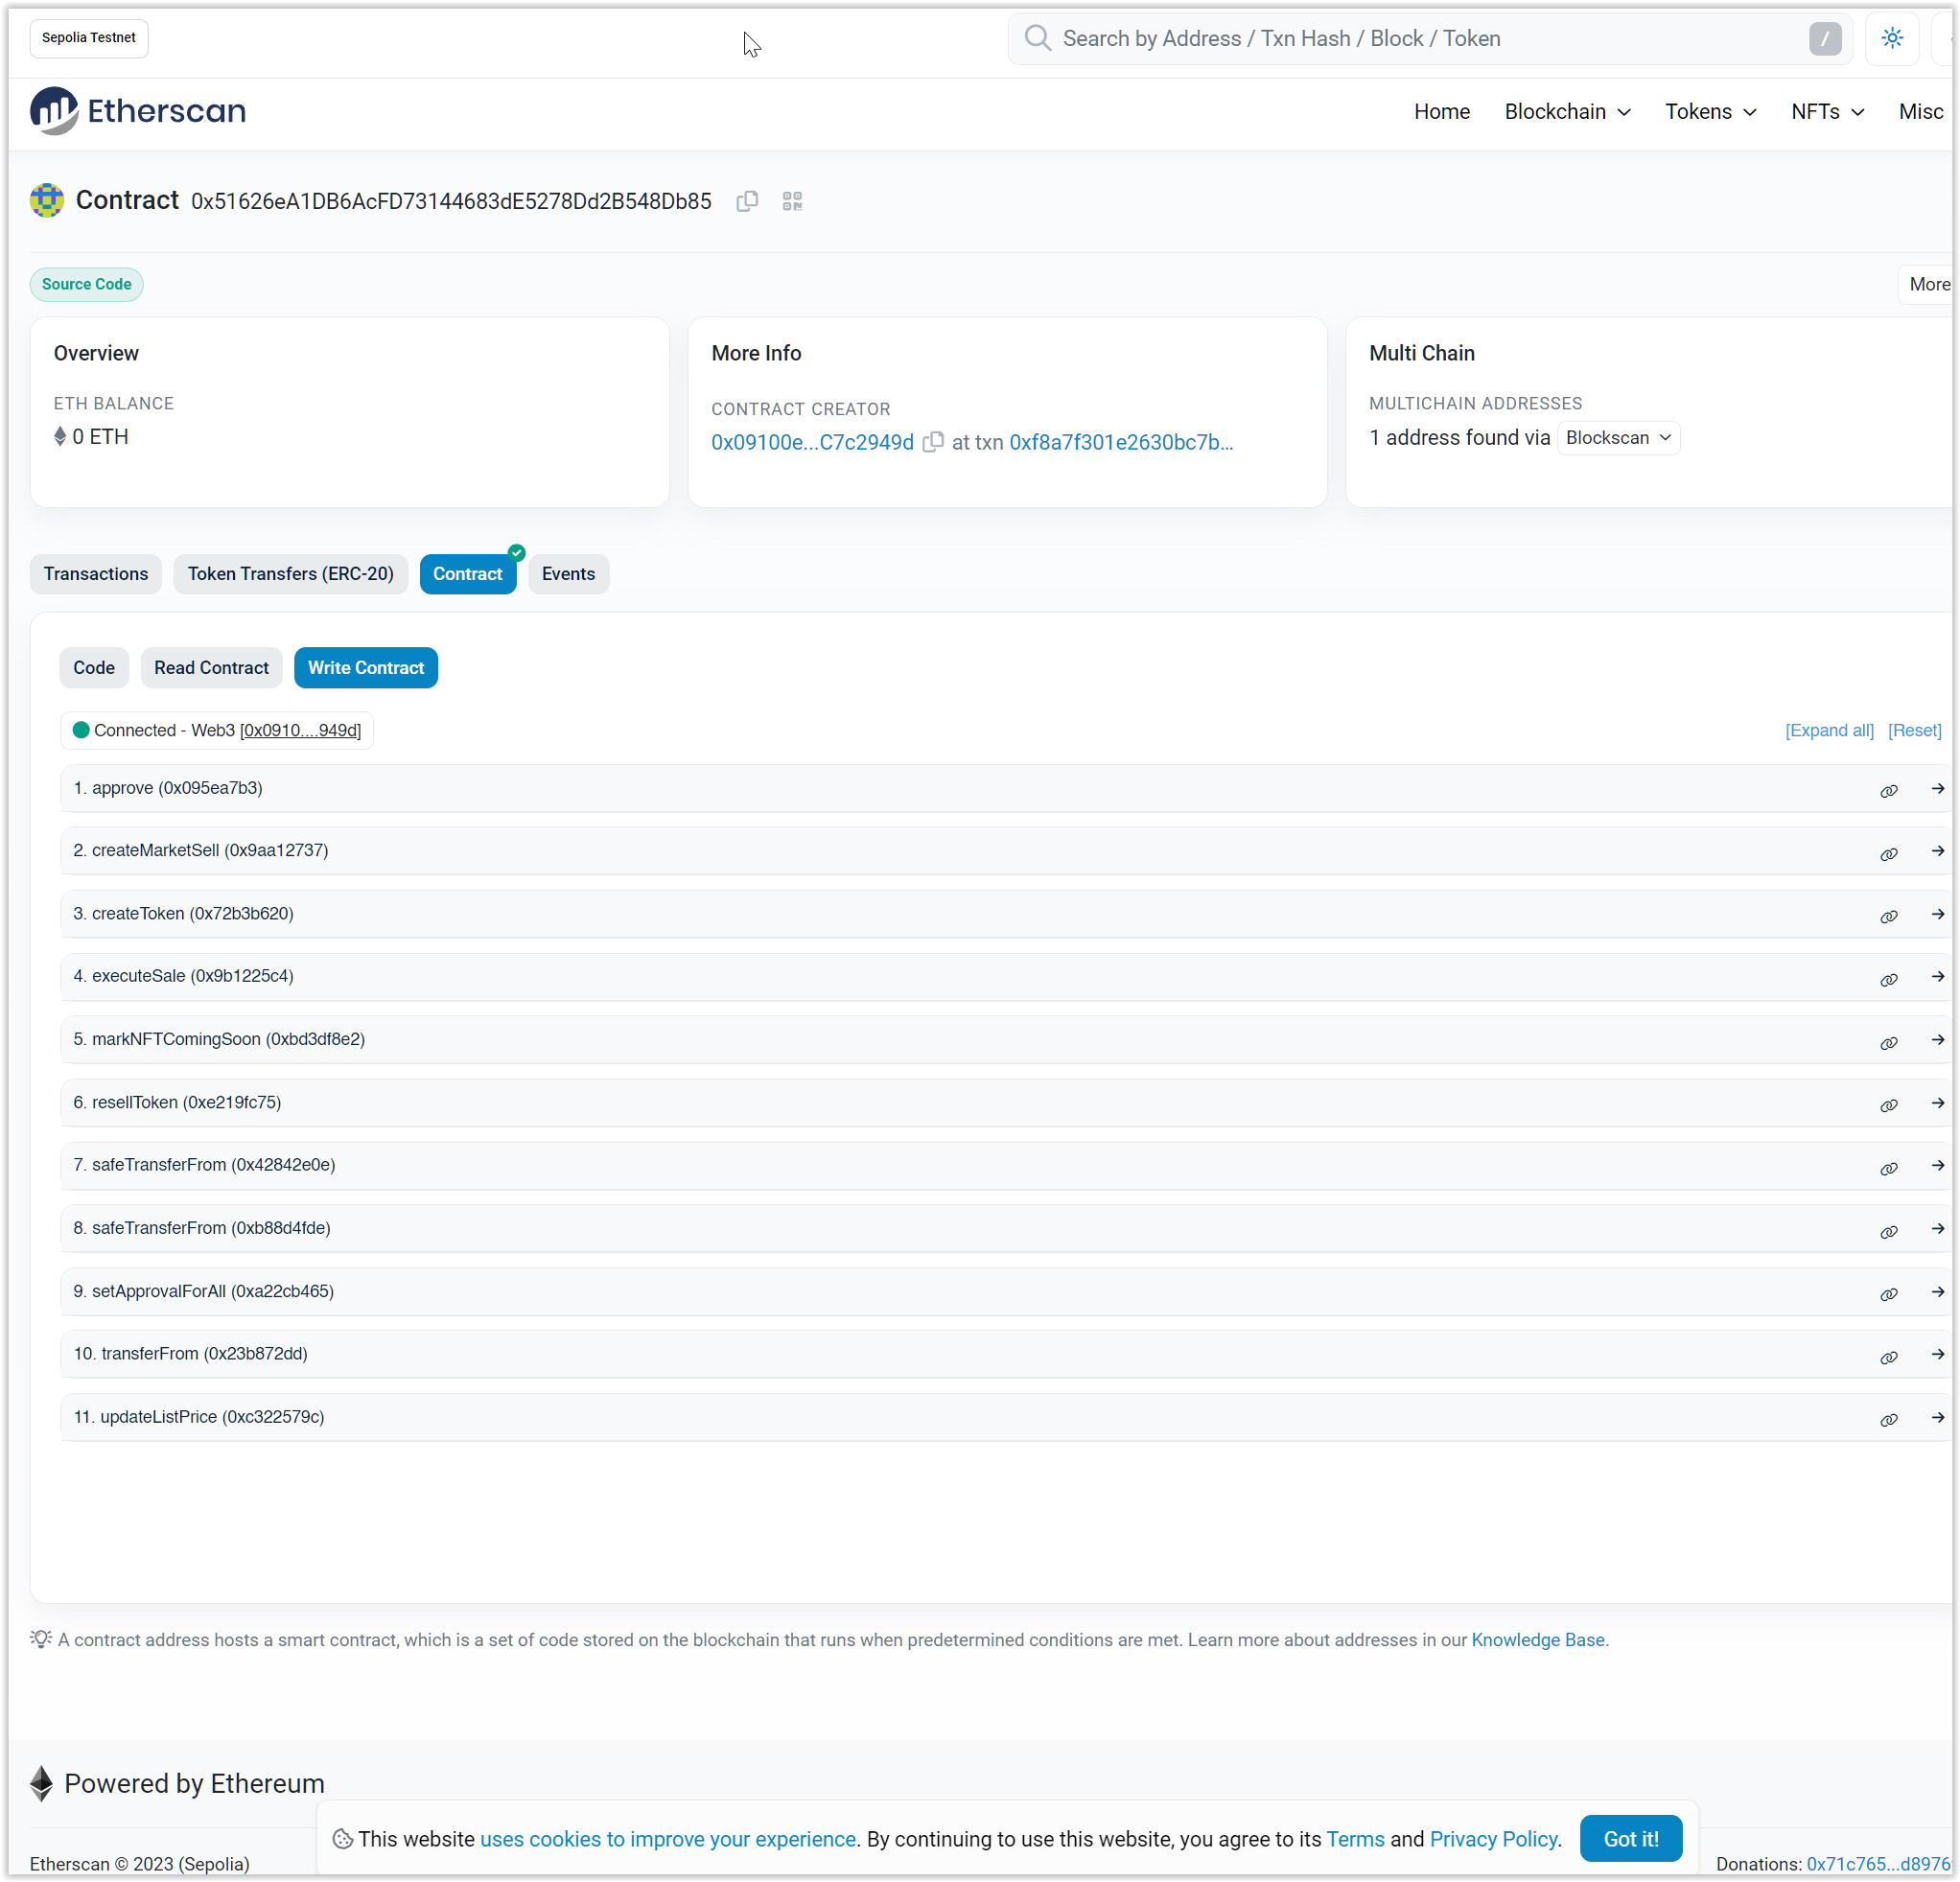 Sepolia Testnet
Search by Address / Txn Hash / Block / Token
/
Etherscan
Home Blockchain Tokens NFTs Misc
Contract 0x51626eA1DB6AcFD73144683dE5278Dd2B548Db85
Source Code
More
Overview
ETH BALANCE
0 ETH
More Info
CONTRACT CREATOR
0x09100e...C7c2949d at txn 0xf8a7f301e2630bc7b...
Multi Chain
MULTICHAIN ADDRESSES
1 address found via Blockscan
Transactions Token Transfers (ERC-20) Contract Events
Code Read Contract Write Contract
Connected - Web3 [0x0910....949d]
[Expand all] [Reset]
1. approve (0x095ea7b3)
2. createMarketSell (0x9aa12737)
3. createToken (0x72b3b620)
4. executeSale (0x9b1225c4)
5. markNFTComingSoon (0xbd3df8e2)
6. resellToken (0xe219fc75)
7. safeTransferFrom (0x42842e0e)
8. safeTransferFrom (0xb88d4fde)
9. setApprovalForAll (0xa22cb465)
10. transferFrom (0x23b872dd)
11. updateListPrice (0xc322579c)
A contract address hosts a smart contract, which is a set of code stored on the blockchain that runs when predetermined conditions are met. Learn more about addresses in our Knowledge Base.
Powered by Ethereum
This website uses cookies to improve your experience. By continuing to use this website, you agree to its Terms and Privacy Policy.
Got it!
Etherscan © 2023 (Sepolia)
Donations: 0x71c765...d8976